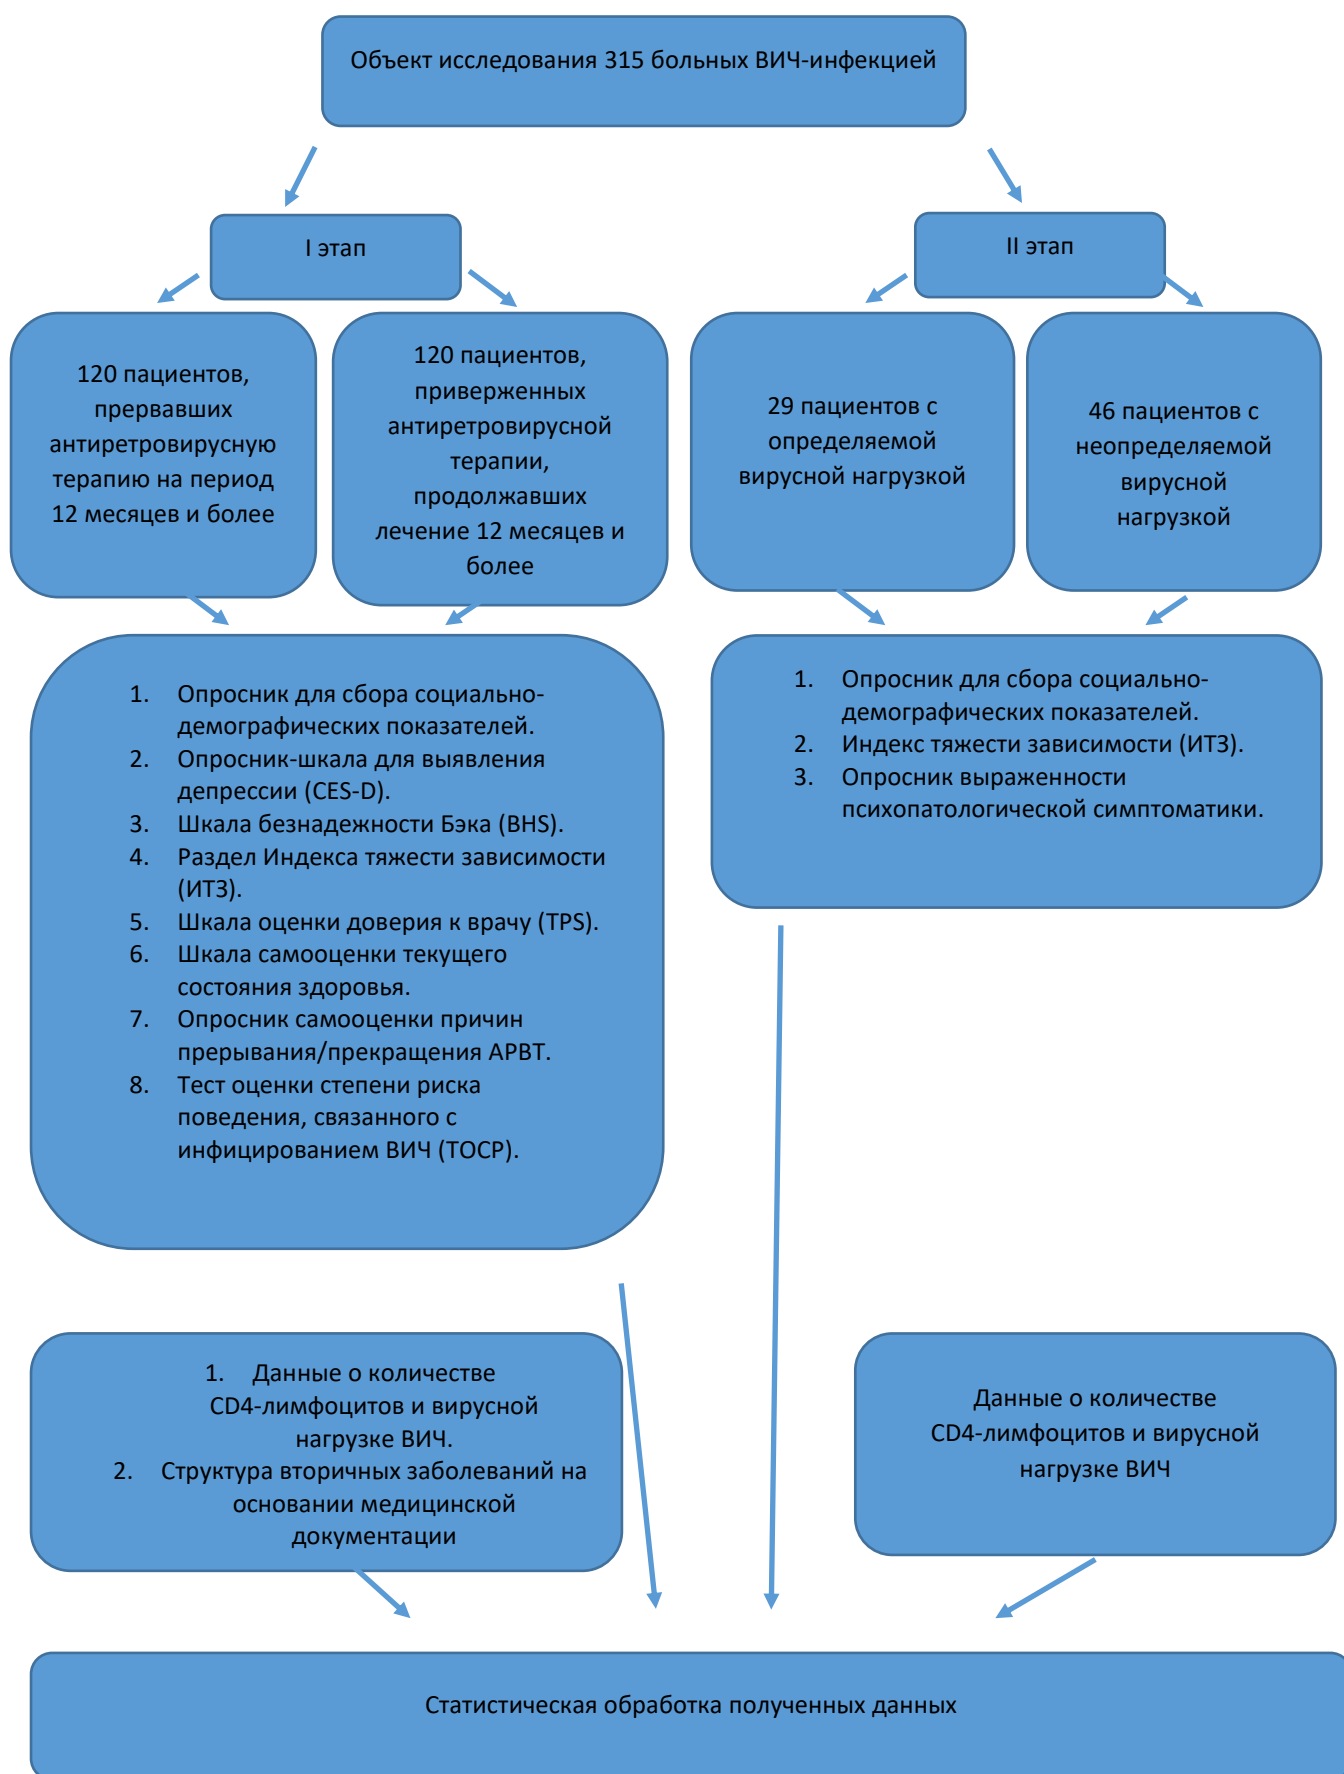 Объект исследования 315 больных ВИЧ-инфекцией
I этап
II этап
120 пациентов,
прервавших
антиретровирусную
терапию на период
12 месяцев и более
120 пациентов,
приверженных
антиретровирусной
терапии,
продолжавших
лечение 12 месяцев и
более
29 пациентов с
определяемой
вирусной нагрузкой
46 пациентов с
неопределяемой
вирусной
нагрузкой
1. Опросник для сбора социально-
демографических показателей.
2. Опросник-шкала для выявления
депрессии (CES-D).
3. Шкала безнадежности Бэка (BHS).
4. Раздел Индекса тяжести зависимости
(ИТЗ).
5. Шкала оценки доверия к врачу (TPS).
6. Шкала самооценки текущего
состояния здоровья.
7. Опросник самооценки причин
прерывания/прекращения АРВТ.
8. Тест оценки степени риска
поведения, связанного с
инфицированием ВИЧ (ТОСР).
1. Опросник для сбора социально-
демографических показателей.
2. Индекс тяжести зависимости (ИТЗ).
3. Опросник выраженности
психопатологической симптоматики.
1. Данные о количестве
CD4-лимфоцитов и вирусной
нагрузке ВИЧ.
2. Структура вторичных заболеваний на
основании медицинской
документации
Данные о количестве
CD4-лимфоцитов и вирусной
нагрузке ВИЧ
Статистическая обработка полученных данных